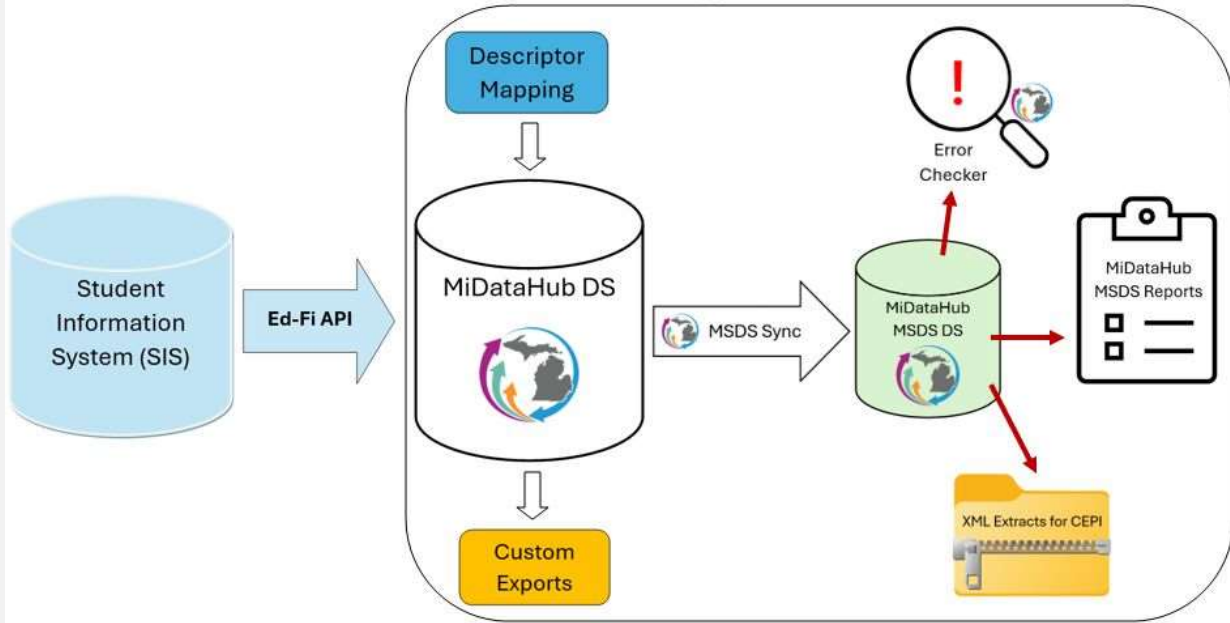 Descriptor
Mapping
!
Error
Checker
Student
Information
System (SIS)
Ed-Fi API
MiDataHub DS
MSDS Sync
MiDataHub
MSDS DS
MiDataHub
MSDS Reports
XML Extracts for CEPI
Custom
Exports